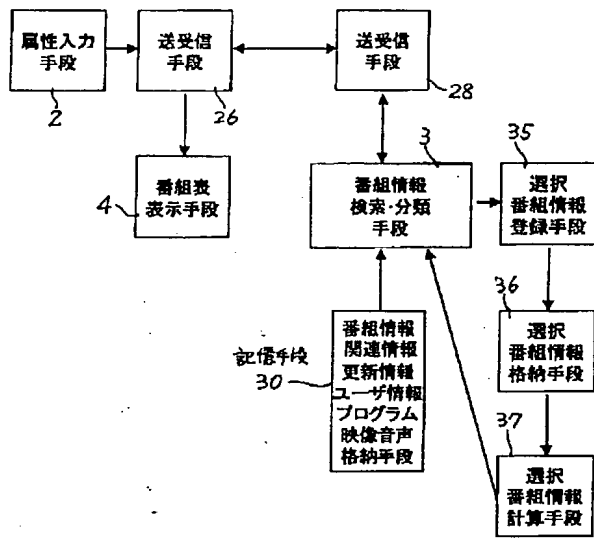 属性入力
手段
2
送受信
手段
26
送受信
手段
28
番組表
表示手段
4
番組情報
検索・分類
手段
3
選択
番組情報
登録手段
35
選択
番組情報
格納手段
36
選択
番組情報
計算手段
37
記憶手段
30
番組情報
関連情報
更新情報
ユーザ情報
プログラム
映像音声
格納手段